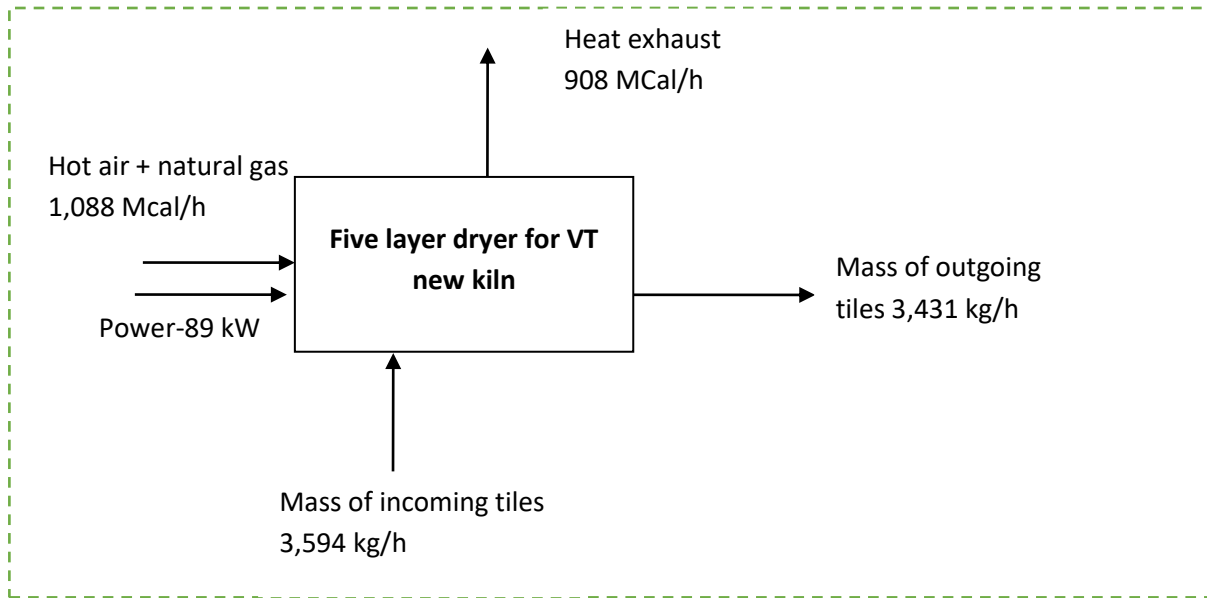 Heat exhaust
908 MCal/h
Hot air + natural gas
1,088 Mcal/h
Five layer dryer for VT
new kiln
Power-89 kW
Mass of outgoing
tiles 3,431 kg/h
Mass of incoming tiles
3,594 kg/h